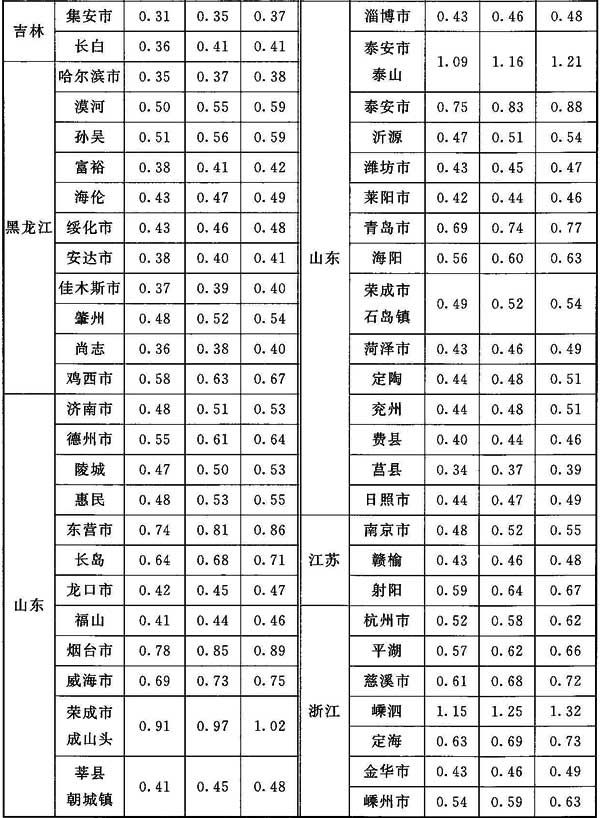 吉林
集安市 0.31 0.35 0.37
长白 0.36 0.41 0.41
黑龙江
哈尔滨市 0.35 0.37 0.38
漠河 0.50 0.55 0.59
孙吴 0.51 0.56 0.59
富裕 0.38 0.41 0.42
海伦 0.43 0.47 0.49
绥化市 0.43 0.46 0.48
安达市 0.38 0.40 0.41
佳木斯市 0.37 0.39 0.40
肇州 0.48 0.52 0.54
尚志 0.36 0.38 0.40
鸡西市 0.58 0.63 0.67
山东
济南市 0.48 0.51 0.53
德州市 0.55 0.61 0.64
陵城 0.47 0.50 0.53
惠民 0.48 0.53 0.55
东营市 0.74 0.81 0.86
长岛 0.64 0.68 0.71
龙口市 0.42 0.45 0.47
福山 0.41 0.44 0.46
烟台市 0.78 0.85 0.89
威海市 0.69 0.73 0.75
荣成市
成山头 0.91 0.97 1.02
莘县
朝城镇 0.41 0.45 0.48
山东
淄博市 0.43 0.46 0.48
泰安市
泰山 1.09 1.16 1.21
泰安市 0.75 0.83 0.88
沂源 0.47 0.51 0.54
潍坊市 0.43 0.45 0.47
莱阳市 0.42 0.44 0.46
青岛市 0.69 0.74 0.77
海阳 0.56 0.60 0.63
荣成市
石岛镇 0.49 0.52 0.54
菏泽市 0.43 0.46 0.49
定陶 0.44 0.48 0.51
兖州 0.44 0.48 0.51
费县 0.40 0.44 0.46
莒县 0.34 0.37 0.39
日照市 0.44 0.47 0.49
江苏
南京市 0.48 0.52 0.55
赣榆 0.43 0.46 0.48
射阳 0.59 0.64 0.67
浙江
杭州市 0.52 0.58 0.62
平湖 0.57 0.62 0.66
慈溪市 0.61 0.68 0.72
嵊泗 1.15 1.25 1.32
定海 0.63 0.69 0.73
金华市 0.43 0.46 0.49
嵊州市 0.54 0.59 0.63